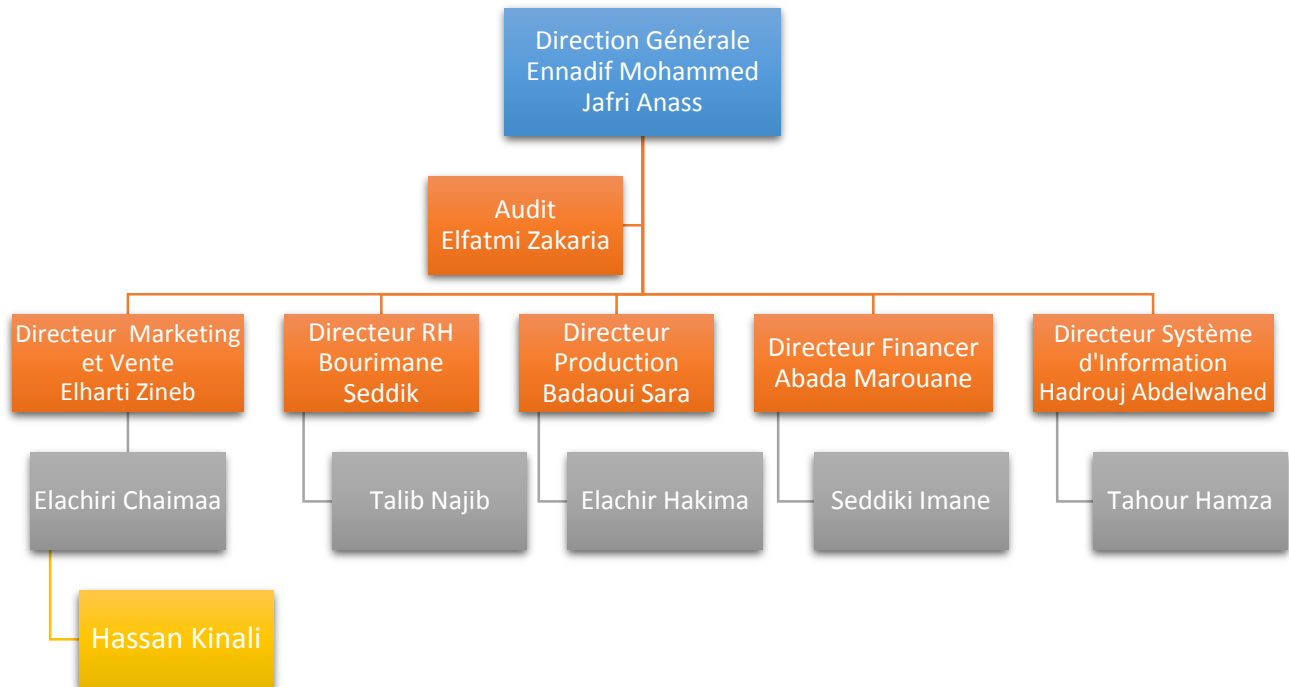 Direction Générale
Ennadif Mohammed
Jafri Anass
Audit
Elfatmi Zakaria
Directeur  Marketing
et Vente
Elharti Zineb
Directeur RH
Bourimane
Seddik
Directeur
Production
Badaoui Sara
Directeur Financer
Abada Marouane
Directeur Système
d'Information
Hadrouj Abdelwahed
Elachiri Chaimaa
Talib Najib
Elachir Hakima
Seddiki Imane
Tahour Hamza
Hassan Kinali